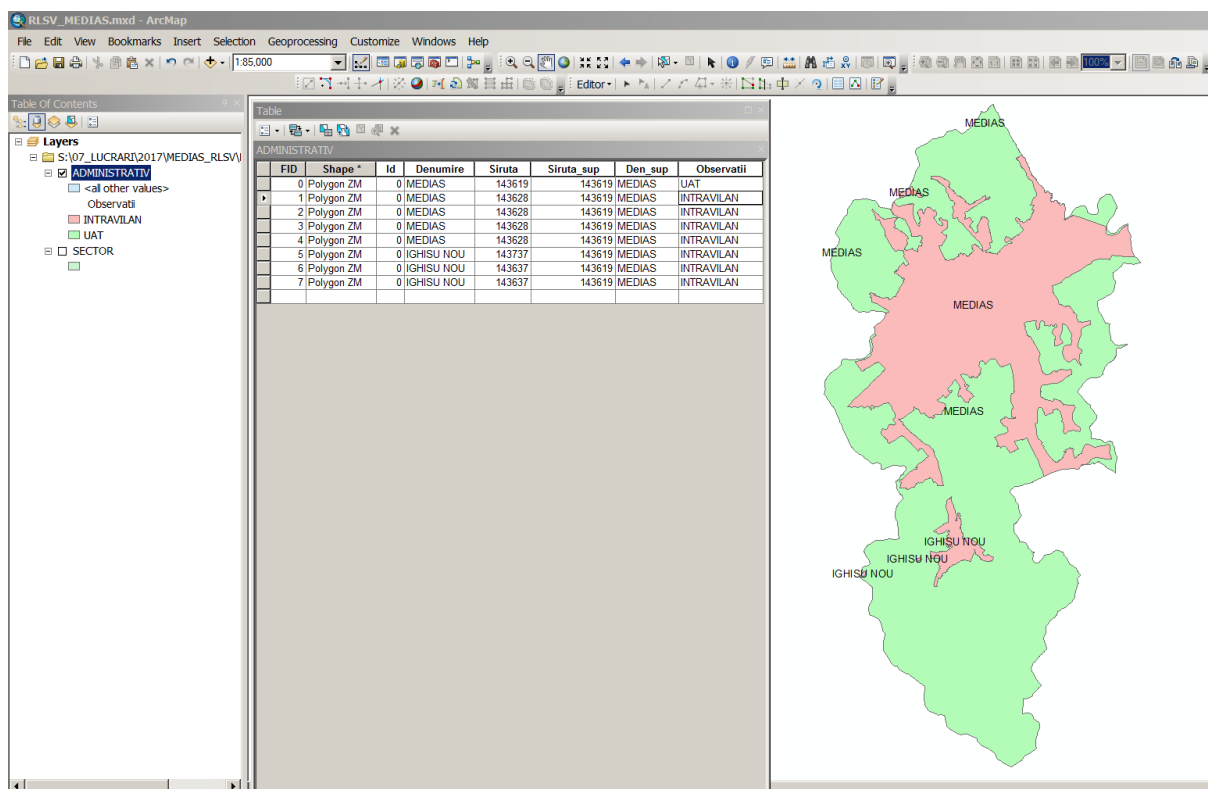 RLSV_MEDIAS.mxd - ArcMap
File Edit View Bookmarks Insert Selection Geoprocessing Customize Windows Help
1:85,000
100%
Editor
Table Of Contents
Layers
S:\07_LUCRARI\2017\MEDIAS_RLSV\
ADMINISTRATIV
<all other values>
Observatii
INTRAVILAN
UAT
SECTOR
Table
ADMINISTRATIV
FID Shape * Id Denumire Siruta Siruta_sup Den_sup Observatii
0 Polygon ZM 0 MEDIAS 143619 143619 MEDIAS UAT
1 Polygon ZM 0 MEDIAS 143628 143619 MEDIAS INTRAVILAN
2 Polygon ZM 0 MEDIAS 143628 143619 MEDIAS INTRAVILAN
3 Polygon ZM 0 MEDIAS 143628 143619 MEDIAS INTRAVILAN
4 Polygon ZM 0 MEDIAS 143628 143619 MEDIAS INTRAVILAN
5 Polygon ZM 0 IGHISU NOU 143737 143619 MEDIAS INTRAVILAN
6 Polygon ZM 0 IGHISU NOU 143637 143619 MEDIAS INTRAVILAN
7 Polygon ZM 0 IGHISU NOU 143637 143619 MEDIAS INTRAVILAN
MEDIAS
MEDIAS
MEDIAS
MEDIAS
MEDIAS
IGHISU NOU
IGHISU NOU
IGHISU NOU